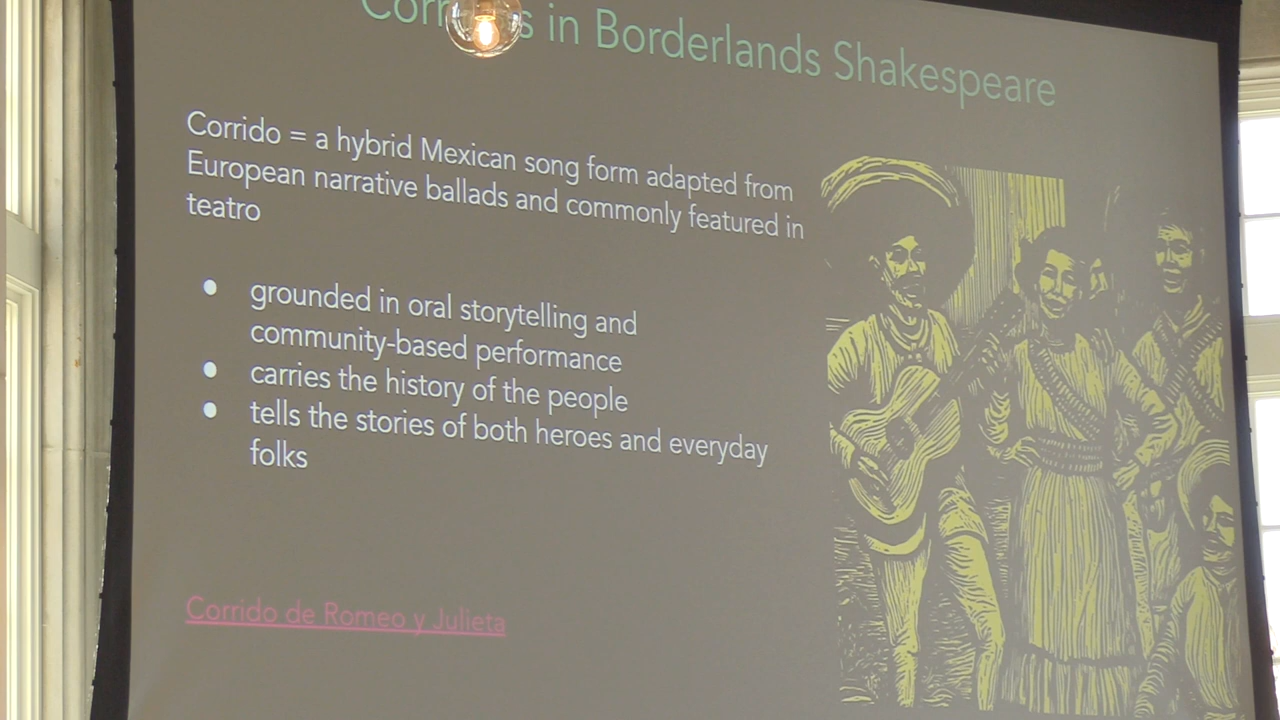 Corridos in Borderlands Shakespeare
Corrido = a hybrid Mexican song form adapted from
European narrative ballads and commonly featured in
teatro
● grounded in oral storytelling and
community-based performance
● carries the history of the people
● tells the stories of both heroes and everyday
folks
Corrido de Romeo y Julieta